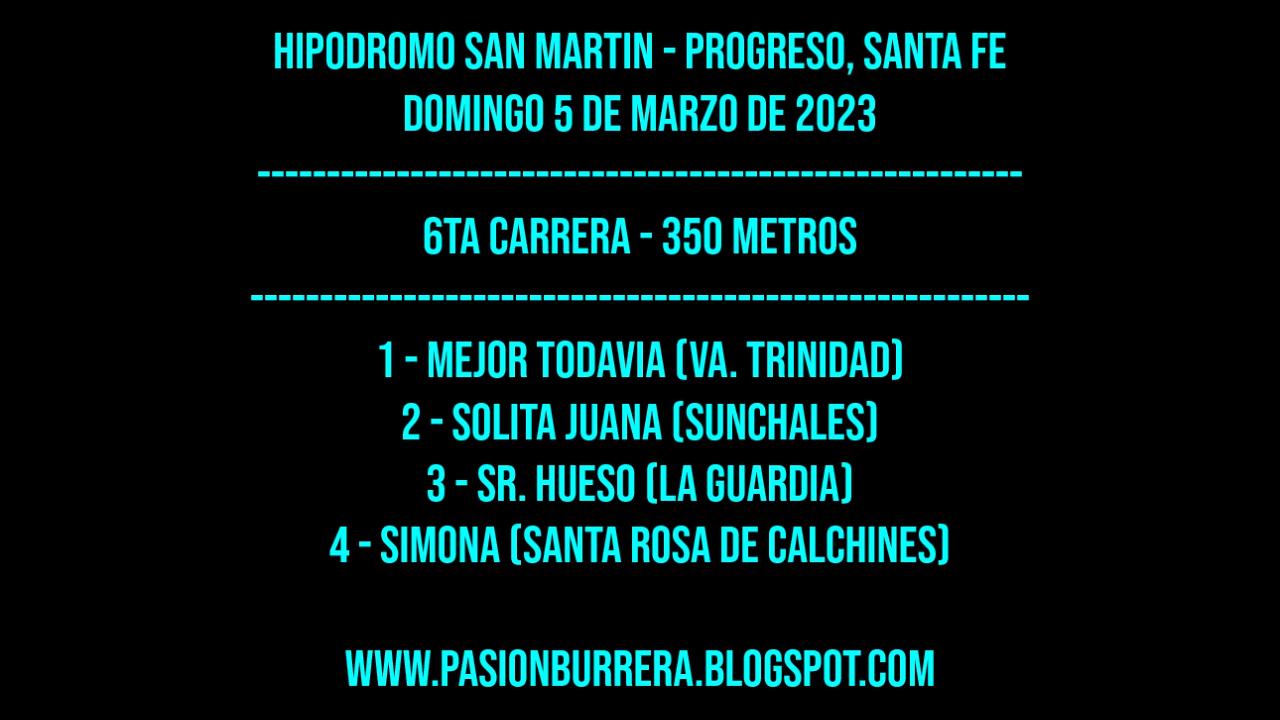 HIPODROMO SAN MARTIN - PROGRESO, SANTA FE
DOMINGO 5 DE MARZO DE 2023
-------------------------------------------------------
6TA CARRERA - 350 METROS
--------------------------------------------------------
1 - MEJOR TODAVIA (VA. TRINIDAD)
2 - SOLITA JUANA (SUNCHALES)
3 - SR. HUESO (LA GUARDIA)
4 - SIMONA (SANTA ROSA DE CALCHINES)
WWW.PASIONBURRERA.BLOGSPOT.COM